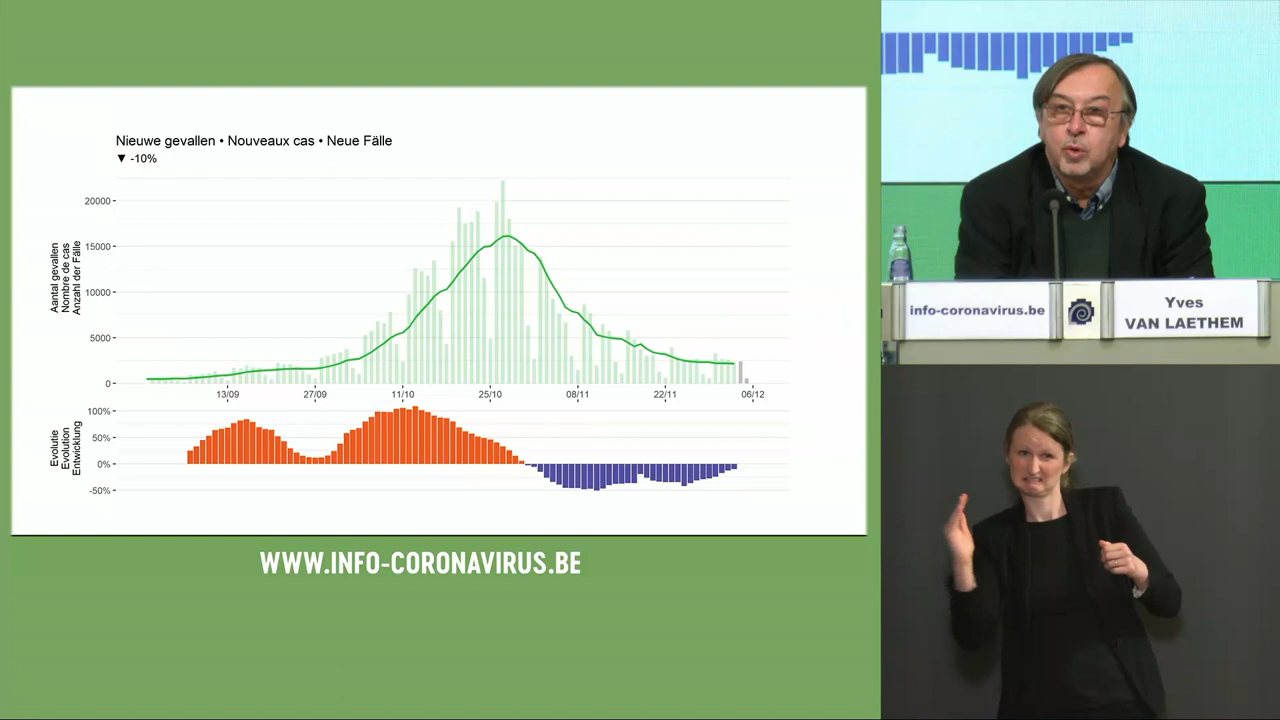 Nieuwe gevallen • Nouveaux cas • Neue Fälle
▼ -10%
Aantal gevallen
Nombre de cas
Anzahl der Fälle
20000
15000
10000
5000
0
13/09
27/09
11/10
25/10
08/11
22/11
06/12
Evolutie
Evolution
Entwicklung
100%
50%
0%
-50%
WWW.INFO-CORONAVIRUS.BE
info-coronavirus.be
Yves
VAN LAETHEM